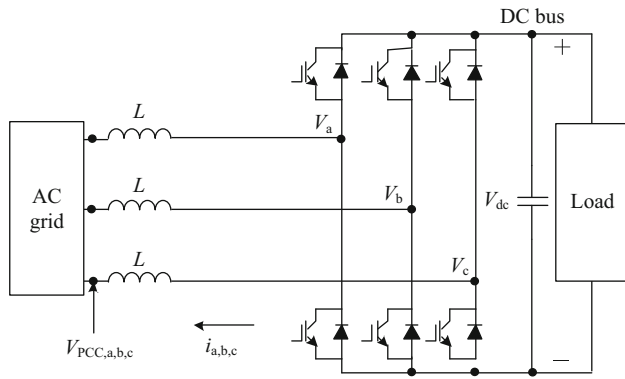 DC bus
+
L
V_a
AC
grid
L
V_b
V_dc
Load
L
V_c
V_PCC,a,b,c
i_a,b,c
−